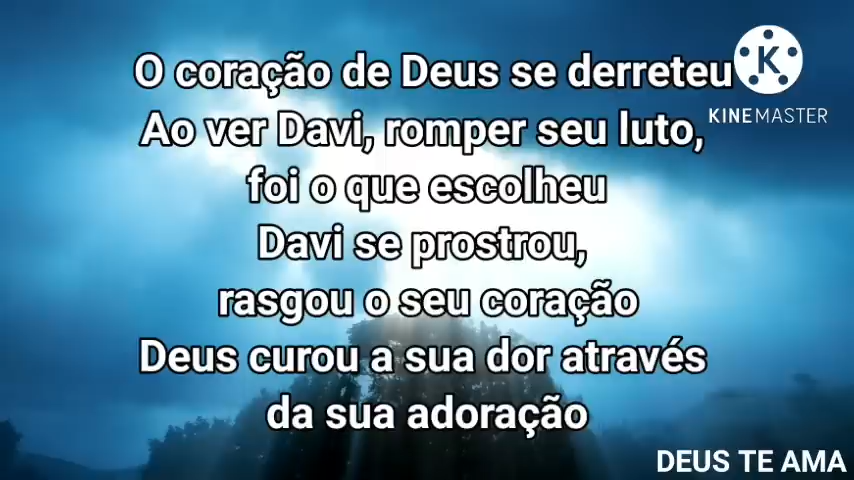 O coração de Deus se derreteu
Ao ver Davi, romper seu luto,
foi o que escolheu
Davi se prostrou,
rasgou o seu coração
Deus curou a sua dor através
da sua adoração
K
KINEMASTER
DEUS TE AMA